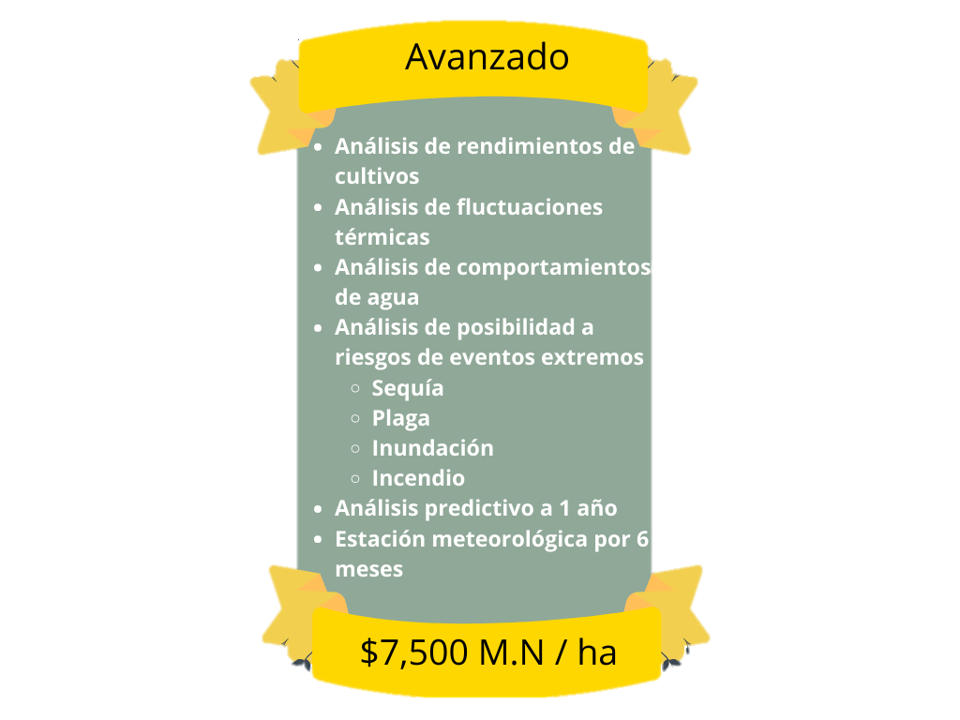 Avanzado
• Análisis de rendimientos de
cultivos
• Análisis de fluctuaciones
térmicas
• Análisis de comportamientos
de agua
• Análisis de posibilidad a
riesgos de eventos extremos
◦ Sequía
◦ Plaga
◦ Inundación
◦ Incendio
• Análisis predictivo a 1 año
• Estación meteorológica por 6
meses
$7,500 M.N / ha